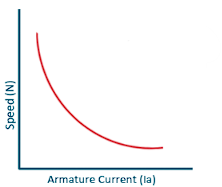 Speed (N)
Armature Current (Ia)